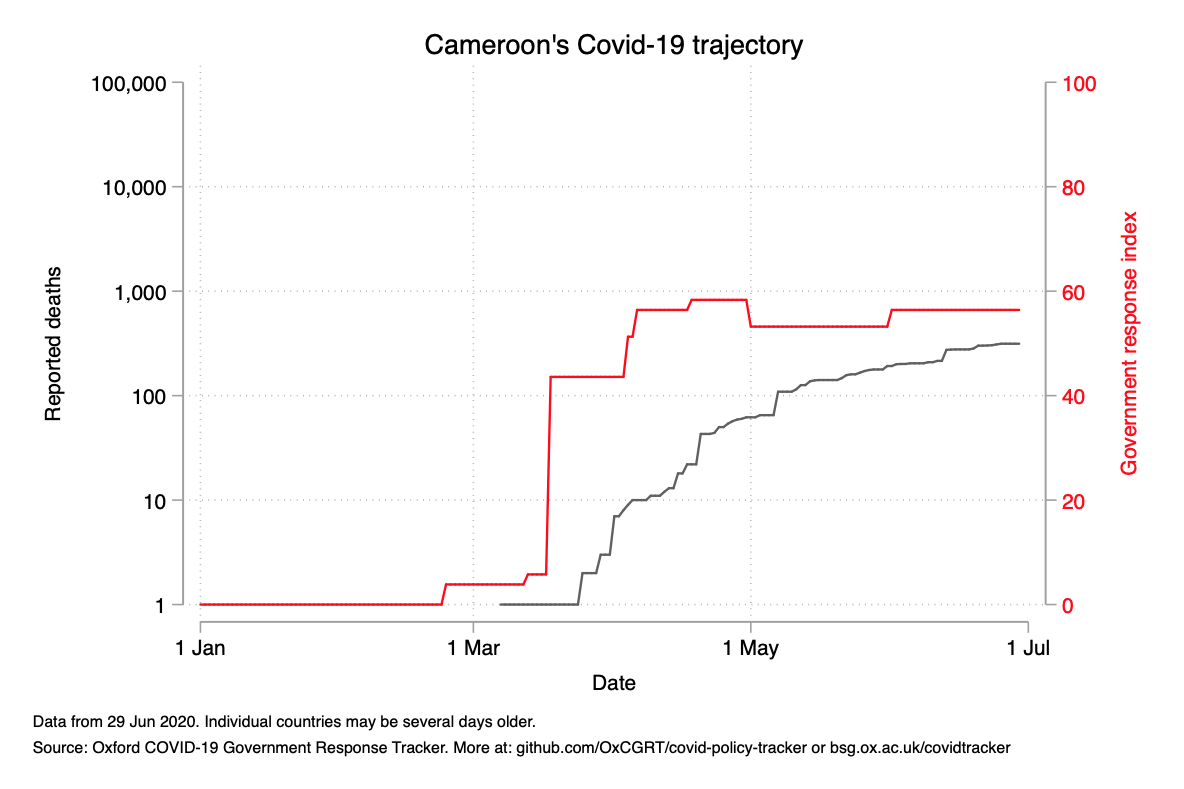 Cameroon's Covid-19 trajectory
100,000
10,000
1,000
100
10
1
Reported deaths
100
80
60
40
20
0
Government response index
1 Jan
1 Mar
1 May
1 Jul
Date
Data from 29 Jun 2020. Individual countries may be several days older.
Source: Oxford COVID-19 Government Response Tracker. More at: github.com/OxCGRT/covid-policy-tracker or bsg.ox.ac.uk/covidtracker